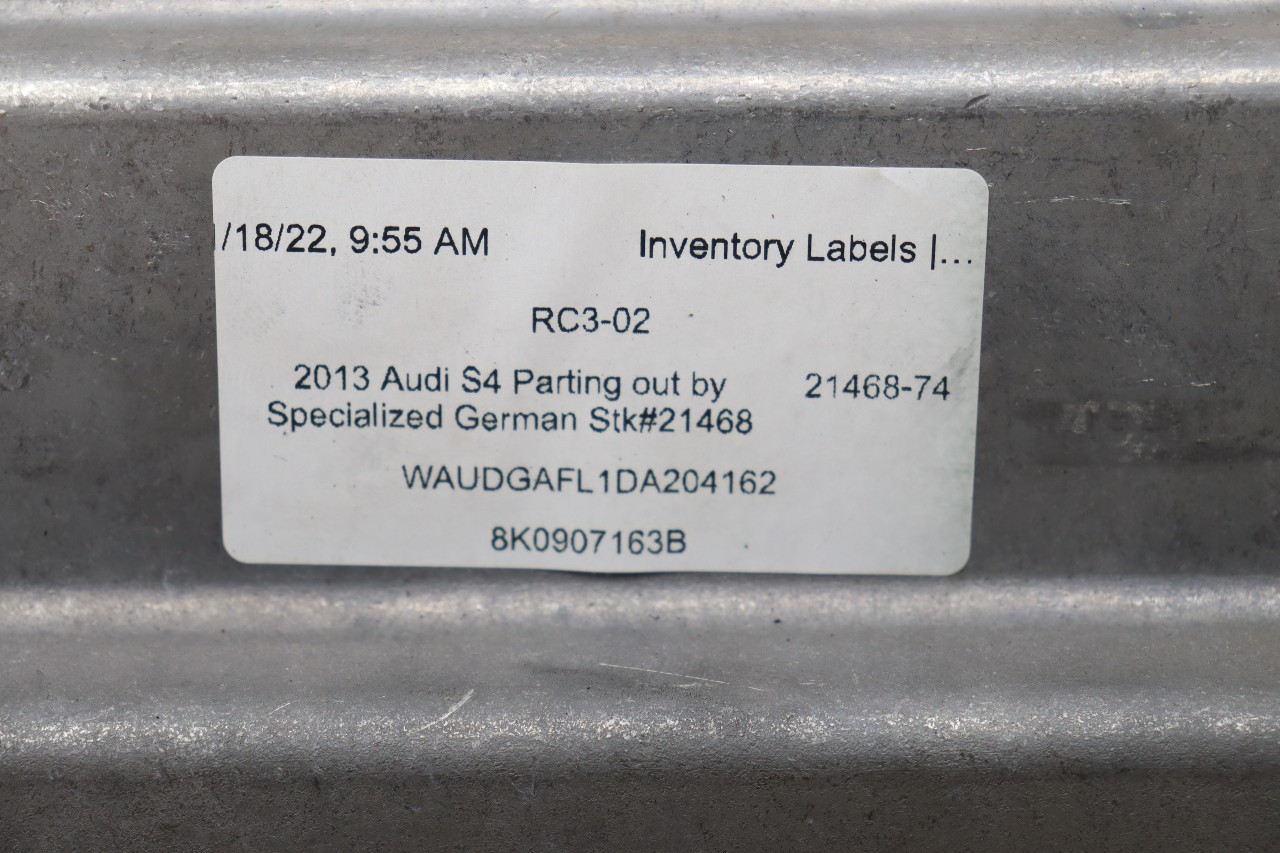 /18/22, 9:55 AM Inventory Labels |...
RC3-02
2013 Audi S4 Parting out by 21468-74
Specialized German Stk#21468
WAUDGAFL1DA204162
8K0907163B